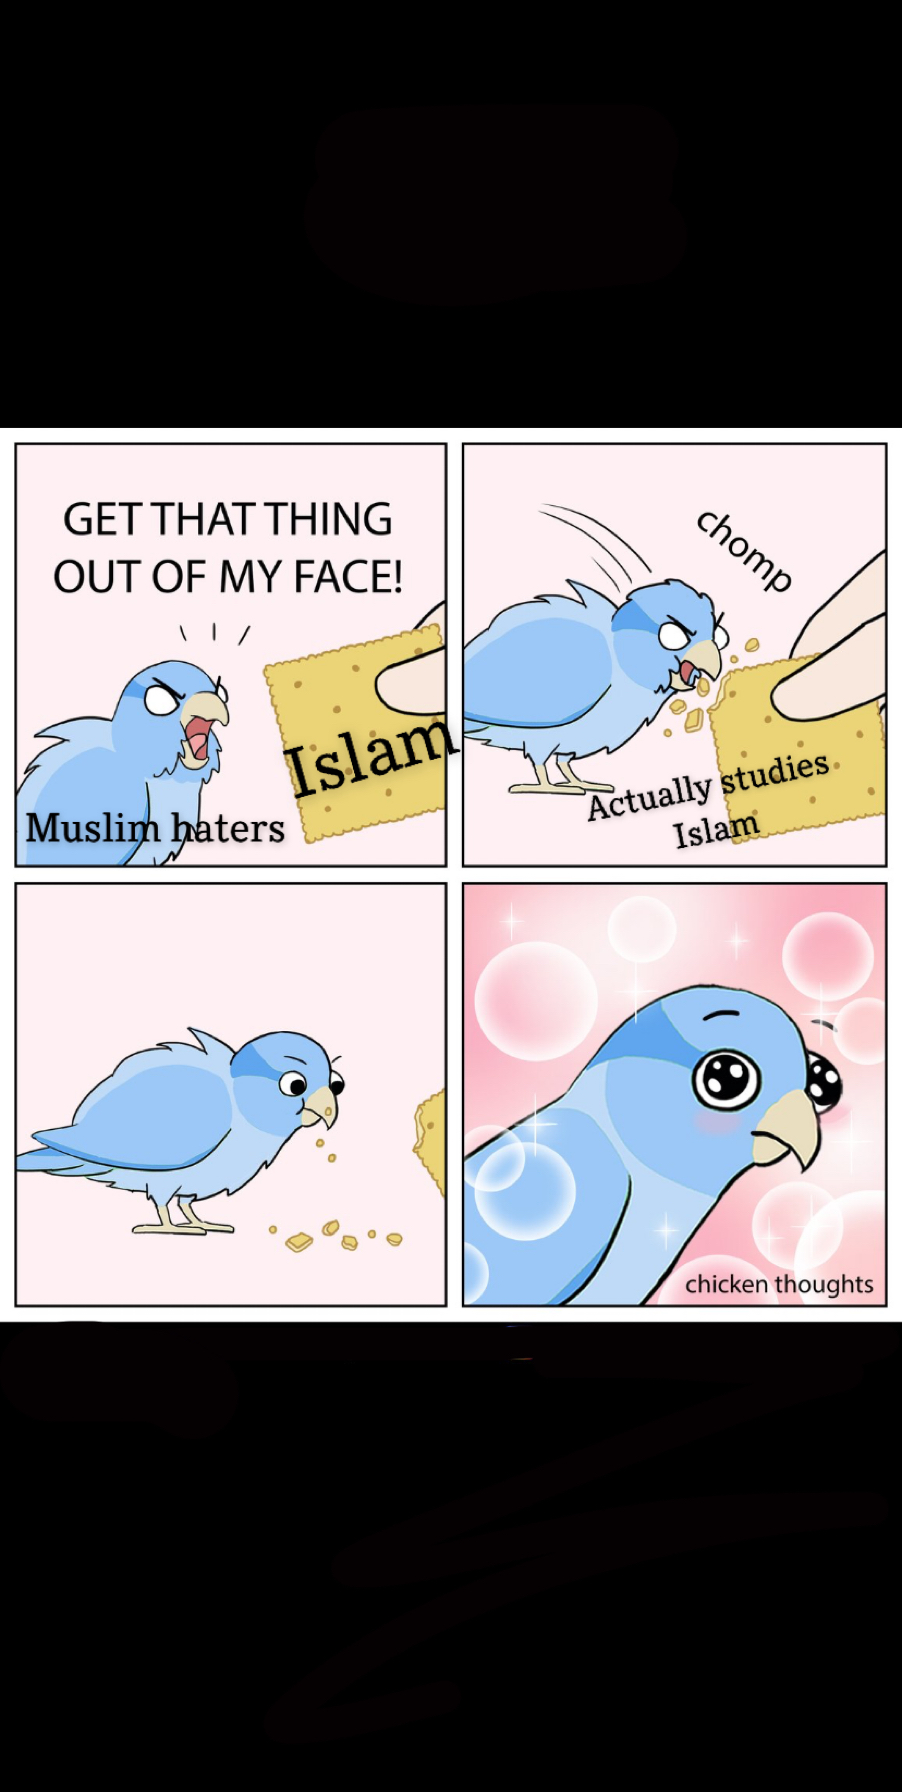 GET THAT THING
OUT OF MY FACE!
Islam
Muslim haters
chomp
Actually studies
Islam
chicken thoughts